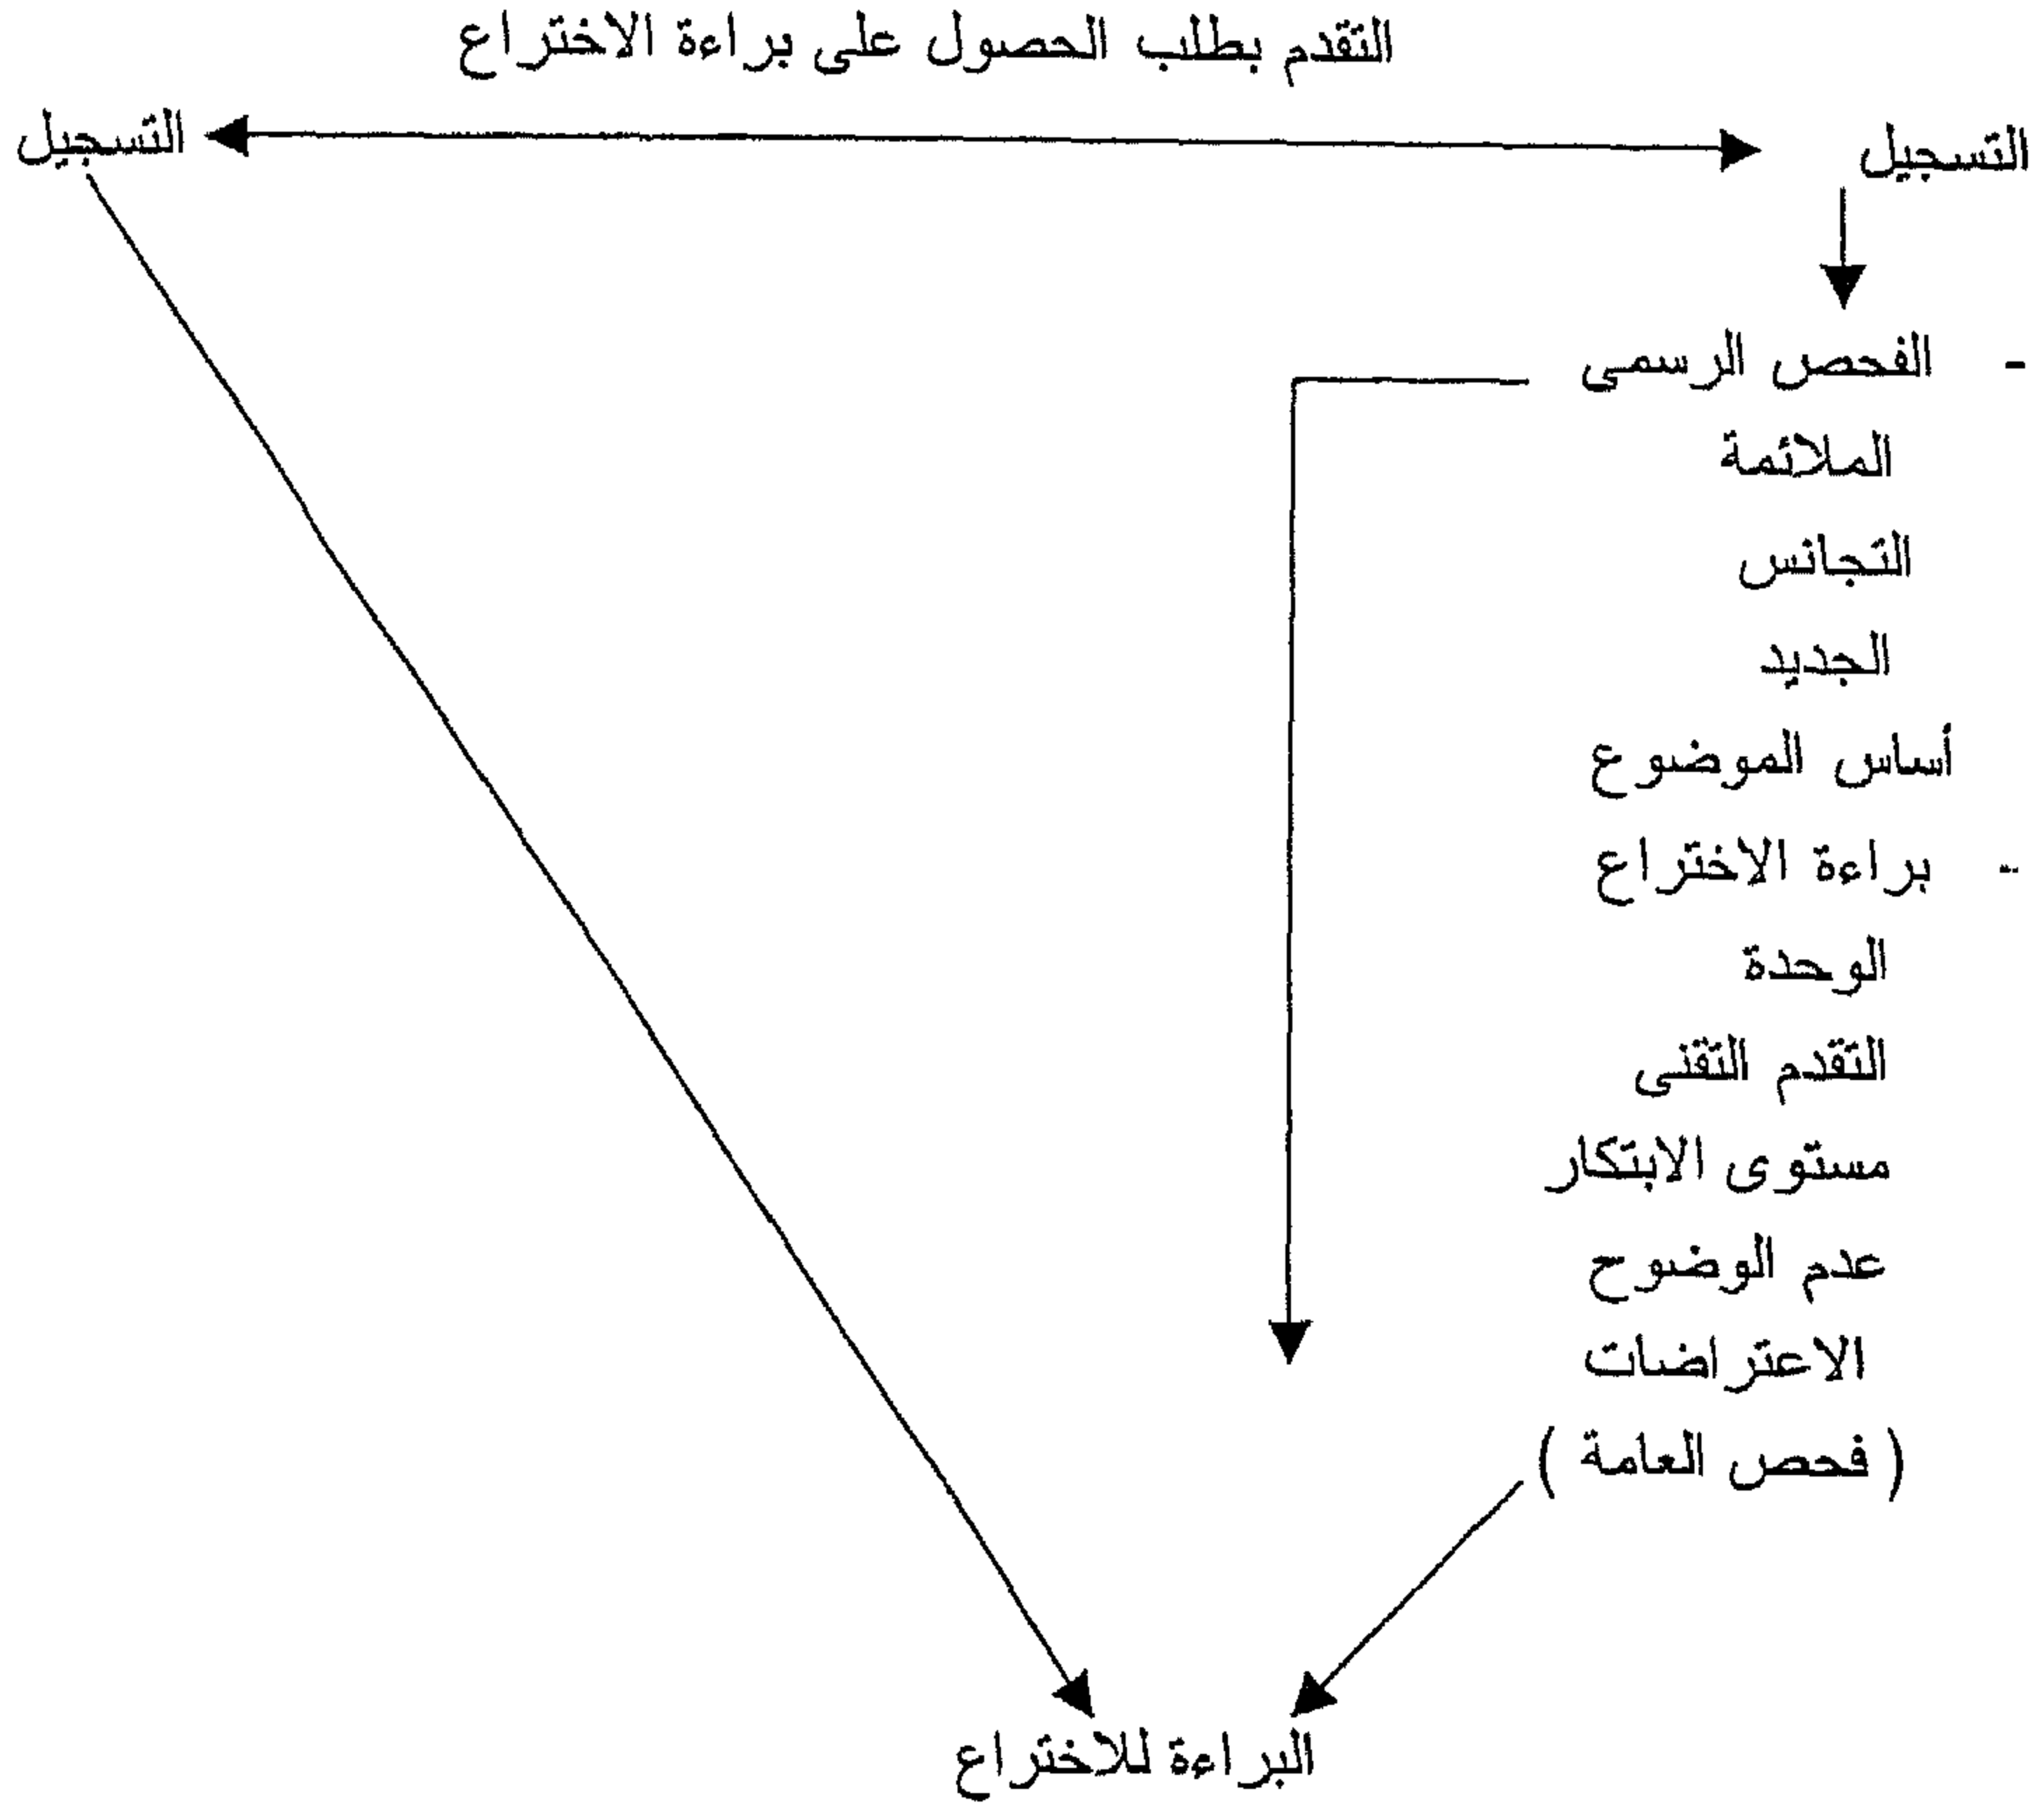 التقدم بطلب الحصول على براءة الاختراع
التسجيل
التسجيل
- الفحص الرسمى
الملائمة
التجانس
الجديد
أساس الموضوع
- براءة الاختراع
الوحدة
التقدم التقنى
مستوى الابتكار
عدم الوضوح
الاعتراضات
( فحص العامة )
البراءة للاختراع